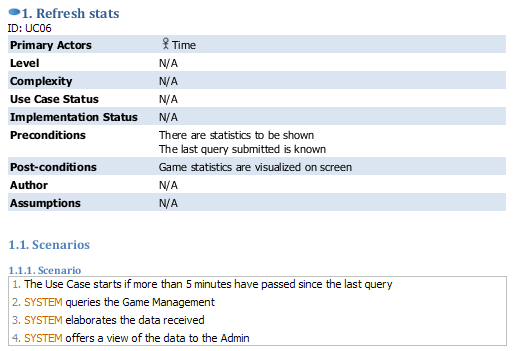 1. Refresh stats
ID: UC06
Primary Actors Time
Level N/A
Complexity N/A
Use Case Status N/A
Implementation Status N/A
Preconditions There are statistics to be shown
The last query submitted is known
Post-conditions Game statistics are visualized on screen
Author N/A
Assumptions N/A
1.1. Scenarios
1.1.1. Scenario
1. The Use Case starts if more than 5 minutes have passed since the last query
2. SYSTEM queries the Game Management
3. SYSTEM elaborates the data received
4. SYSTEM offers a view of the data to the Admin